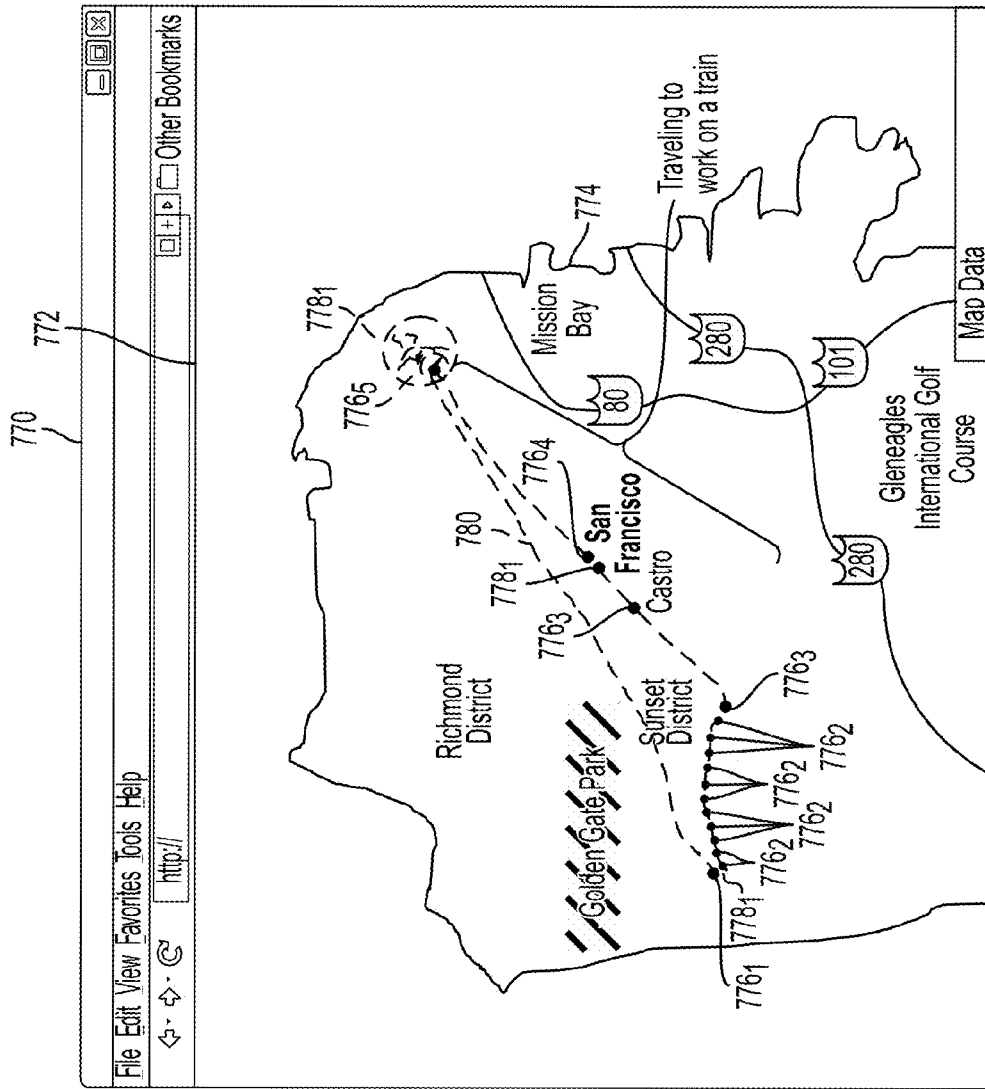 770
772
File Edit View Favorites Tools Help
http://
Other Bookmarks
778₁
776₅
774
Mission
Bay
Traveling to
work on a train
Richmond
District
780
776₄
778₁
San
Francisco
80
280
776₃
Castro
101
Golden Gate Park
Sunset
District
776₃
280
Gleneagles
International Golf
Course
776₁
778₁
776₂
776₂
776₂
776₂
Map Data